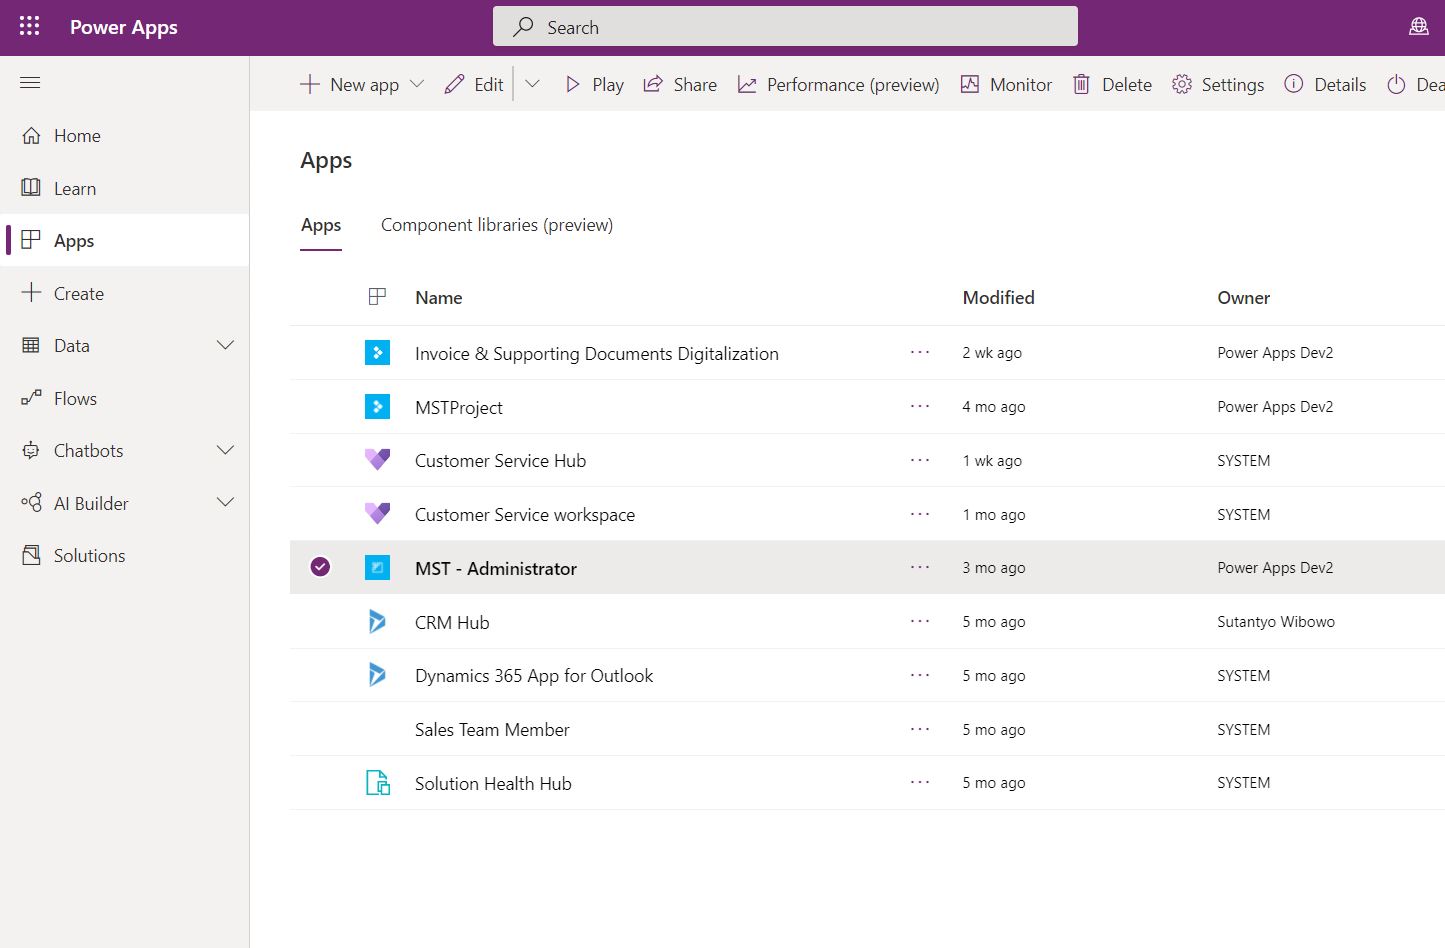 Power Apps
Search
New app
Edit
Play
Share
Performance (preview)
Monitor
Delete
Settings
Details
Dea
Home
Learn
Apps
Create
Data
Flows
Chatbots
AI Builder
Solutions
Apps
Apps Component libraries (preview)
Name Modified Owner
Invoice & Supporting Documents Digitalization ... 2 wk ago Power Apps Dev2
MSTProject ... 4 mo ago Power Apps Dev2
Customer Service Hub ... 1 wk ago SYSTEM
Customer Service workspace ... 1 mo ago SYSTEM
MST - Administrator ... 3 mo ago Power Apps Dev2
CRM Hub ... 5 mo ago Sutantyo Wibowo
Dynamics 365 App for Outlook ... 5 mo ago SYSTEM
Sales Team Member ... 5 mo ago SYSTEM
Solution Health Hub ... 5 mo ago SYSTEM